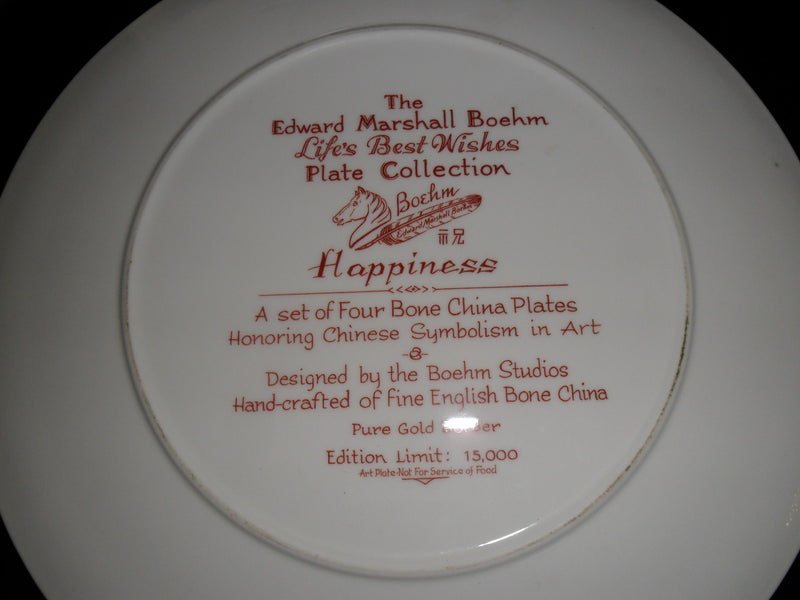 The
Edward Marshall Boehm
Life's Best Wishes
Plate Collection
Boehm
Edward Marshall Boehm
祝
Happiness
A set of Four Bone China Plates
Honoring Chinese Symbolism in Art
Designed by the Boehm Studios
Hand-crafted of fine English Bone China
Pure Gold
Edition Limit: 15,000
Art Plate-Not For Service of Food